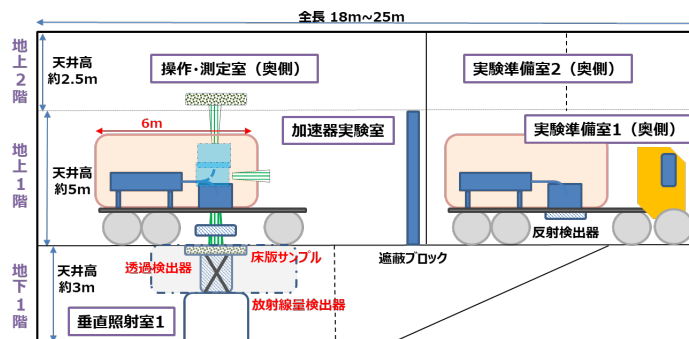 全長 18m~25m
地上2階
天井高
約2.5m
操作・測定室（奥側）
実験準備室2（奥側）
6m
加速器実験室
実験準備室1（奥側）
地上1階
天井高
約5m
反射検出器
地下1階
天井高
約3m
透過検出器
床版サンプル
遮蔽ブロック
放射線量検出器
垂直照射室1